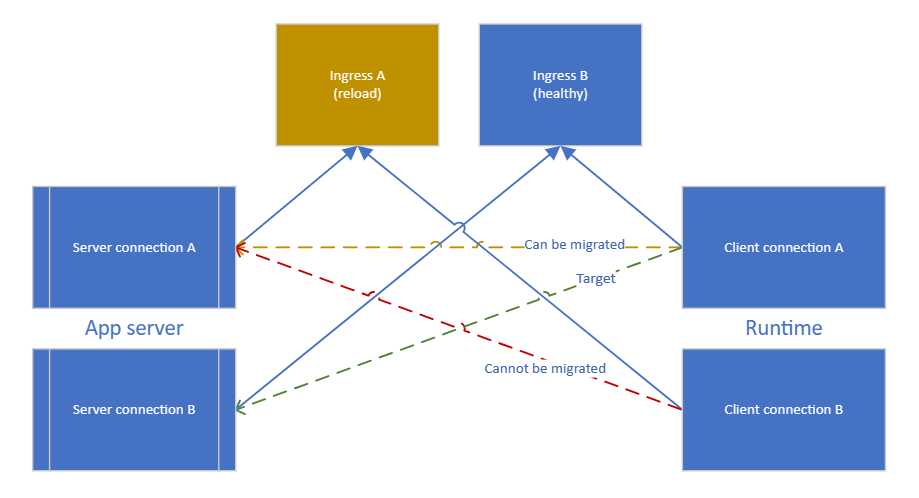 Ingress A
(reload)
Ingress B
(healthy)
Server connection A
Can be migrated
Client connection A
Target
App server
Runtime
Cannot be migrated
Server connection B
Client connection B